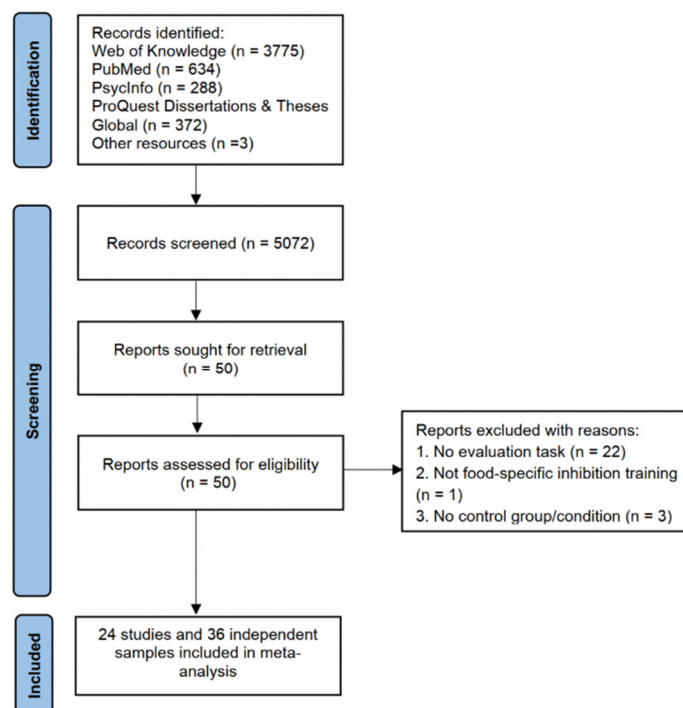 Identification
Records identified:
Web of Knowledge (n = 3775)
PubMed (n = 634)
PsycInfo (n = 288)
ProQuest Dissertations & Theses
Global (n = 372)
Other resources (n =3)
Screening
Records screened (n = 5072)
Reports sought for retrieval
(n = 50)
Reports assessed for eligibility
(n = 50)
Reports excluded with reasons:
1. No evaluation task (n = 22)
2. Not food-specific inhibition training
(n = 1)
3. No control group/condition (n = 3)
Included
24 studies and 36 independent
samples included in meta-
analysis